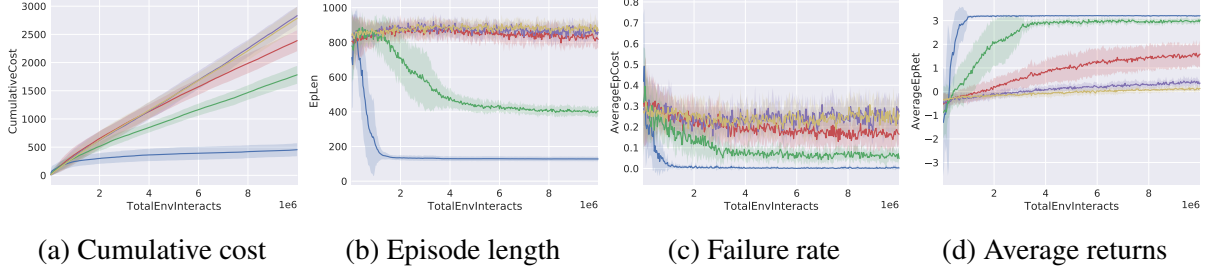 3000
2500
2000
1500
1000
500
0
CumulativeCost
2 4 6 8 1e6
TotalEnvInteracts
(a) Cumulative cost
1000
800
600
400
200
0
EpLen
2 4 6 8 1e6
TotalEnvInteracts
(b) Episode length
0.8
0.7
0.6
0.5
0.4
0.3
0.2
0.1
0.0
AverageEpCost
2 4 6 8 1e6
TotalEnvInteracts
(c) Failure rate
3
2
1
0
−1
−2
−3
AverageEpRet
2 4 6 8 1e6
TotalEnvInteracts
(d) Average returns